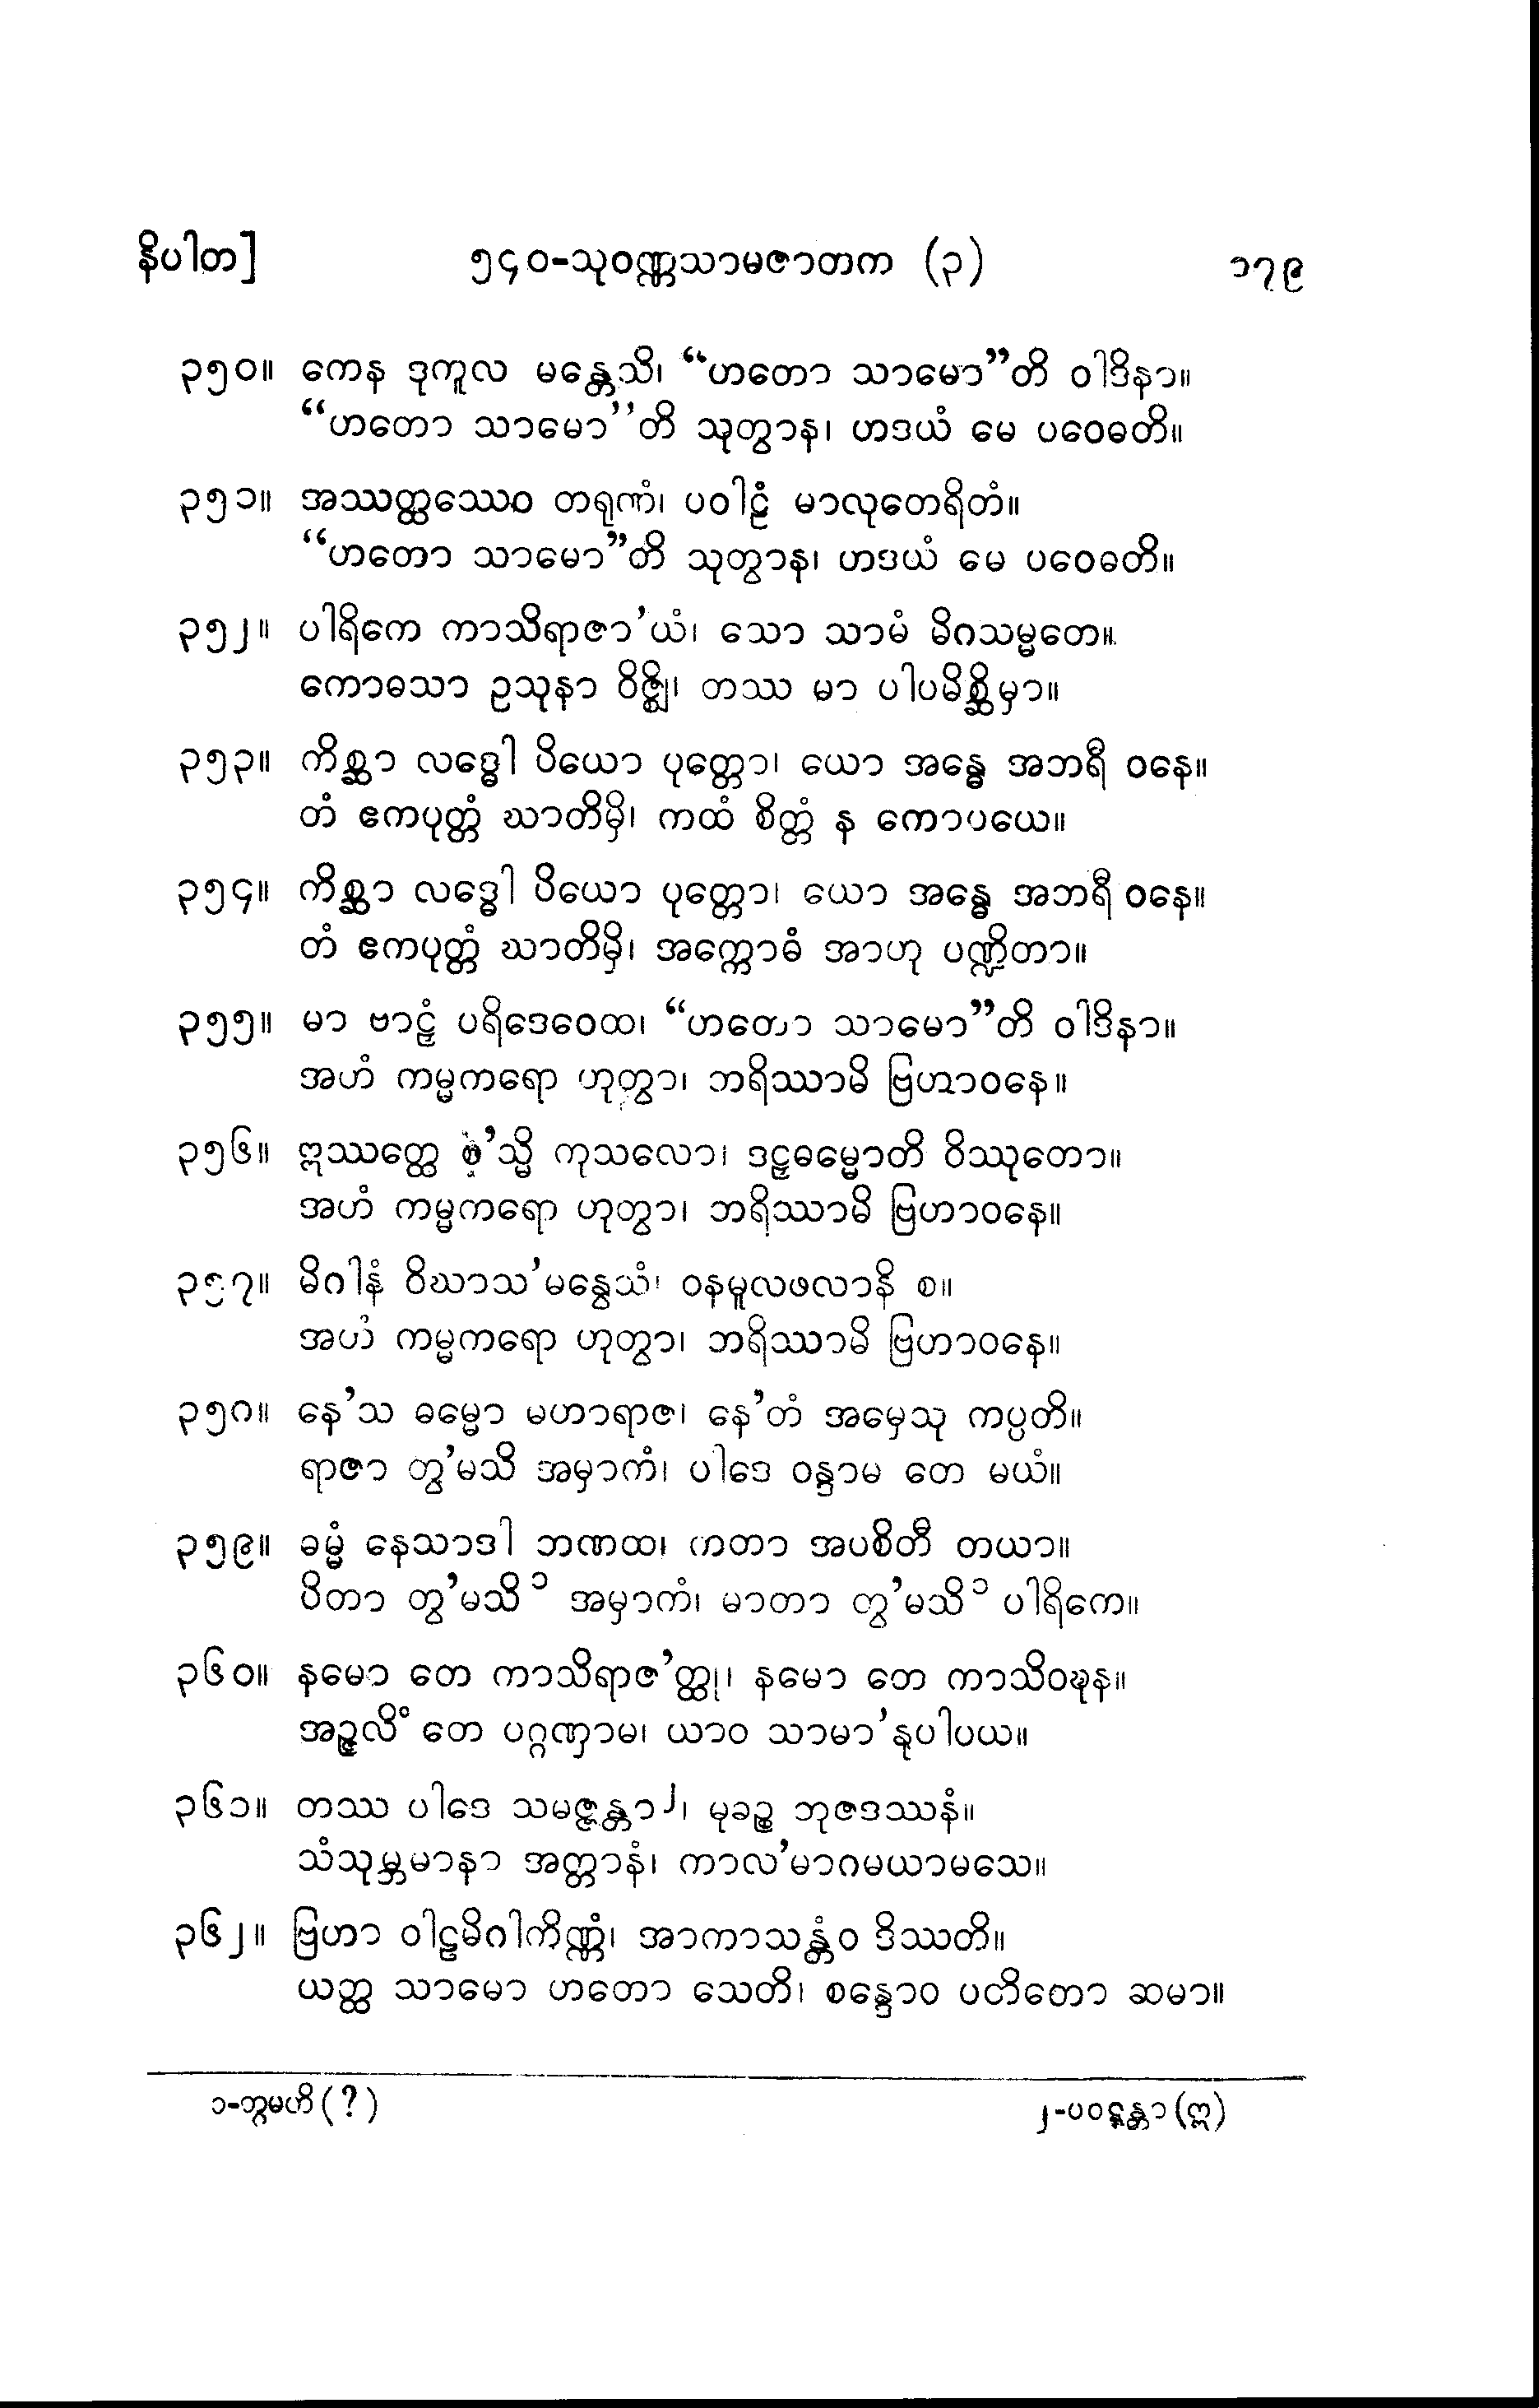 နိပါတ] ၅၄၀-သုဝဏ္ဏသာမဇာတက (၃) ၁၇၉
၃၅၀။ ကေန ဒုကူလ မန္တေသိ၊ “ဟတော သာမော”တိ ဝါဒိနာ။
“ဟတော သာမော’’တိ သုတွာန၊ ဟဒယံ မေ ပဝေဓတိ။
၃၅၁။ အဿတ္ထဿေဝ တရုဏံ၊ ပဝါဠံ မာလုတေရိတံ။
“ဟတော သာမော”တိ သုတွာန၊ ဟဒယံ မေ ပဝေဓတိ။
၃၅၂။ ပါရိကေ ကာသိရာဇာ’ယံ၊ သော သာမံ မိဂသမ္မတေ။
ကောဓသာ ဥသုနာ ဝိဇ္ဈိ၊ တဿ မာ ပါပမိစ္ဆိမှာ။
၃၅၃။ ကိစ္ဆာ လဒ္ဓေါ ပိယော ပုတ္တော၊ ယော အန္ဓေ အဘရီ ဝနေ။
တံ ဧကပုတ္တံ ဃာတိမှိ၊ ကထံ စိတ္တံ န ကောပယေ။
၃၅၄။ ကိစ္ဆာ လဒ္ဓေါ ပိယော ပုတ္တော၊ ယော အန္ဓေ အဘရီ ဝနေ။
တံ ဧကပုတ္တံ ဃာတိမှိ၊ အက္ကောဓံ အာဟု ပဏ္ဍိတာ။
၃၅၅။ မာ ဗာဠှံ ပရိဒေဝေထ၊ “ဟတော သာမော”တိ ဝါဒိနာ။
အဟံ ကမ္မကရော ဟုတွာ၊ ဘရိဿာမိ ဗြဟာဝနေ။
၃၅၆။ ဣဿတ္ထေ စ’သ္မိ ကုသလော၊ ဒဠှဓမ္မောတိ ဝိဿုတော။
အဟံ ကမ္မကရော ဟုတွာ၊ ဘရိဿာမိ ဗြဟာဝနေ။
၃၅၇။ မိဂါနံ ဝိဃာသ’မန္ဝေသံ၊ ဝနမူလဖလာနိ စ။
အဟံ ကမ္မကရော ဟုတွာ၊ ဘရိဿာမိ ဗြဟာဝနေ။
၃၅၈။ နေ’သ ဓမ္မော မဟာရာဇ၊ နေ’တံ အမှေသု ကပ္ပတိ။
ရာဇာ တွ’မသိ အမှာကံ၊ ပါဒေ ဝန္ဒာမ တေ မယံ။
၃၅၉။ ဓမ္မံ နေသာဒါ ဘဏထ၊ ကတာ အပစိတီ တယာ။
ပိတာ တွ’မသိ ၁ အမှာကံ၊ မာတာ တွ’မသိ ၁ ပါရိကေ။
၃၆၀။ နမော တေ ကာသိရာဇ’တ္ထု၊ နမော တေ ကာသိဝဍ္ဎန။
အဉ္ဇလိံ တေ ပဂ္ဂဏှာမ၊ ယာဝ သာမာ’နုပါပယ။
၃၆၁။ တဿ ပါဒေ သမဇ္ဇန္တာ ၂၊ မုခဉ္စ ဘုဇဒဿနံ။
သံသုမ္ဘမာနာ အတ္တာနံ၊ ကာလ’မာဂမယာမသေ။
၃၆၂။ ဗြဟာ ဝါဠမိဂါကိဏ္ဏံ၊ အာကာသန္တံဝ ဒိဿတိ။
ယတ္ထ သာမော ဟတော သေတိ၊ စန္ဒောဝ ပတိတော ဆမာ။
၁-တွမဟိ (?) ၂-ပဝဋ္ဋန္တာ (ဣ)